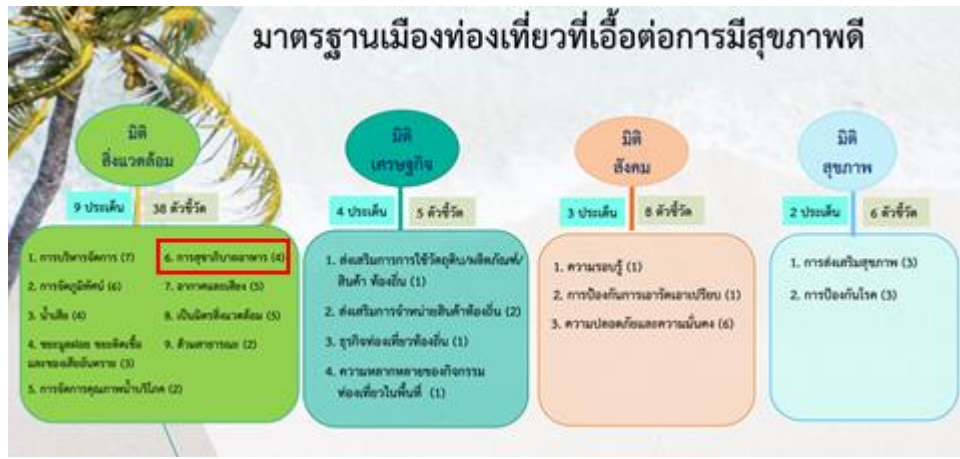 มาตรฐานเมืองท่องเที่ยวที่เอื้อต่อการมีสุขภาพดี
มิติ
สิ่งแวดล้อม
9 ประเด็น
38 ตัวชี้วัด
1. การบริหารจัดการ (7)
2. การจัดภูมิทัศน์ (6)
3. น้ำเสีย (4)
4. ขยะมูลฝอย ขยะติดเชื้อ
และของเสียอันตราย (3)
5. การจัดการคุณภาพน้ำบริโภค (2)
6. การสุขาภิบาลอาหาร (4)
7. อากาศและเสียง (5)
8. เป็นมิตรสิ่งแวดล้อม (5)
9. ส้วมสาธารณะ (2)
มิติ
เศรษฐกิจ
4 ประเด็น
5 ตัวชี้วัด
1. ส่งเสริมการการใช้วัตถุดิบ/ผลิตภัณฑ์/
สินค้า ท้องถิ่น (1)
2. ส่งเสริมการจำหน่ายสินค้าท้องถิ่น (2)
3. ธุรกิจท่องเที่ยวท้องถิ่น (1)
4. ความหลากหลายของกิจกรรม
ท่องเที่ยวในพื้นที่ (1)
มิติ
สังคม
3 ประเด็น
8 ตัวชี้วัด
1. ความรอบรู้ (1)
2. การป้องกันการเอารัดเอาเปรียบ (1)
3. ความปลอดภัยและความมั่นคง (6)
มิติ
สุขภาพ
2 ประเด็น
6 ตัวชี้วัด
1. การส่งเสริมสุขภาพ (3)
2. การป้องกันโรค (3)